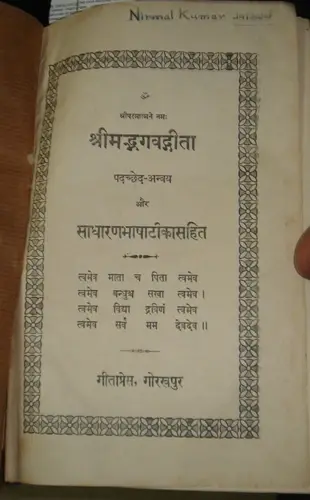 Nirmal Kumar
ॐ
श्रीपरमात्मने नमः
श्रीमद्भगवद्गीता
पदच्छेद-अन्वय
और
साधारणभाषाटीकासहित
त्वमेव माता च पिता त्वमेव
त्वमेव बन्धुश्च सखा त्वमेव ।
त्वमेव विद्या द्रविणं त्वमेव
त्वमेव सर्वं मम देवदेव ॥
गीताप्रेस, गोरखपुर